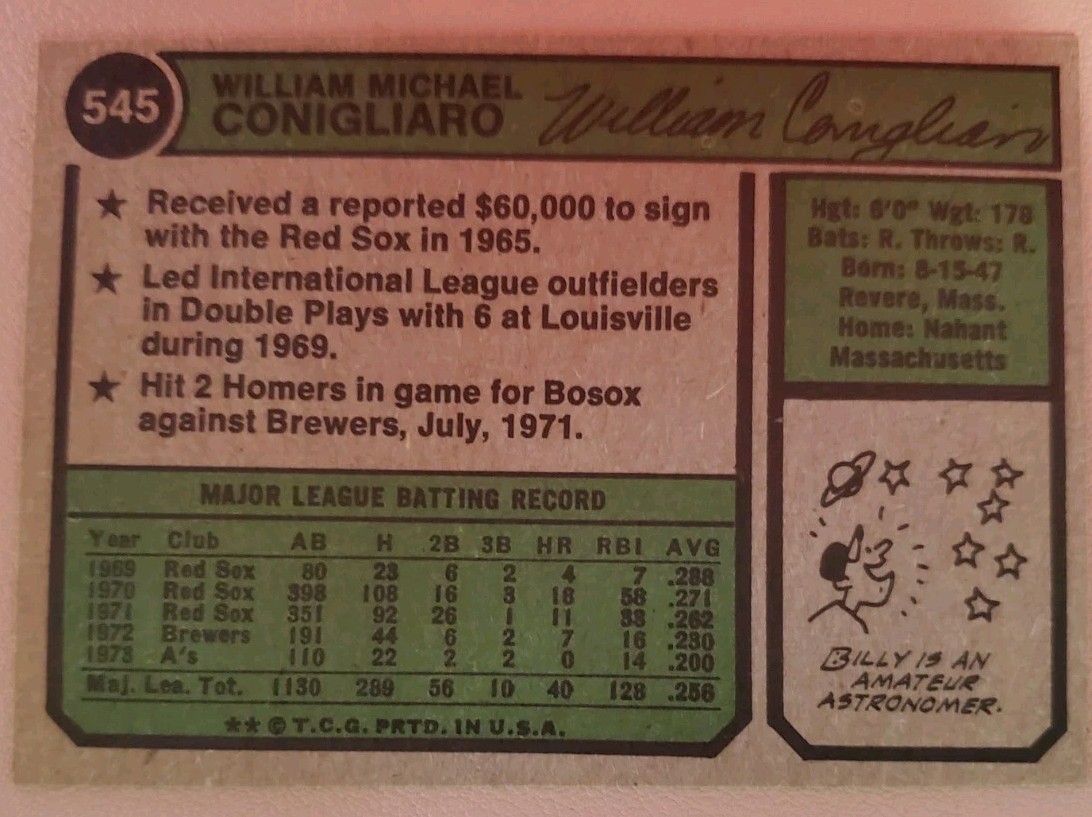 545
WILLIAM MICHAEL
CONIGLIARO
William Conigliaro
★ Received a reported $60,000 to sign
with the Red Sox in 1965.
★ Led International League outfielders
in Double Plays with 6 at Louisville
during 1969.
★ Hit 2 Homers in game for Bosox
against Brewers, July, 1971.
Hgt: 6'0" Wgt: 178
Bats: R. Throws: R.
Born: 8-15-47
Revere, Mass.
Home: Nahant
Massachusetts
MAJOR LEAGUE BATTING RECORD
Year Club AB H 2B 3B HR RBI AVG
1969 Red Sox 80 23 6 2 4 7 .288
1970 Red Sox 398 108 16 3 18 58 .271
1971 Red Sox 351 92 26 1 11 33 .262
1972 Brewers 191 44 6 2 7 16 .230
1973 A's 110 22 2 2 0 14 .200
Maj. Lea. Tot. 1130 289 56 10 40 128 .256
** © T.C.G. PRTD. IN U.S.A.
BILLY IS AN
AMATEUR
ASTRONOMER.